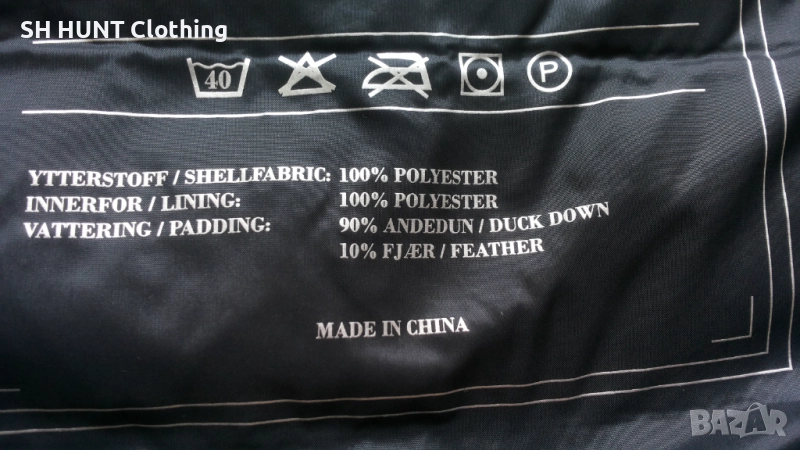 SH HUNT Clothing
40
P
YTTERSTOFF / SHELLFABRIC: 100% POLYESTER
INNERFOR / LINING: 100% POLYESTER
VATTERING / PADDING: 90% ANDEDUN / DUCK DOWN
10% FJÆR / FEATHER
MADE IN CHINA
BAZAR